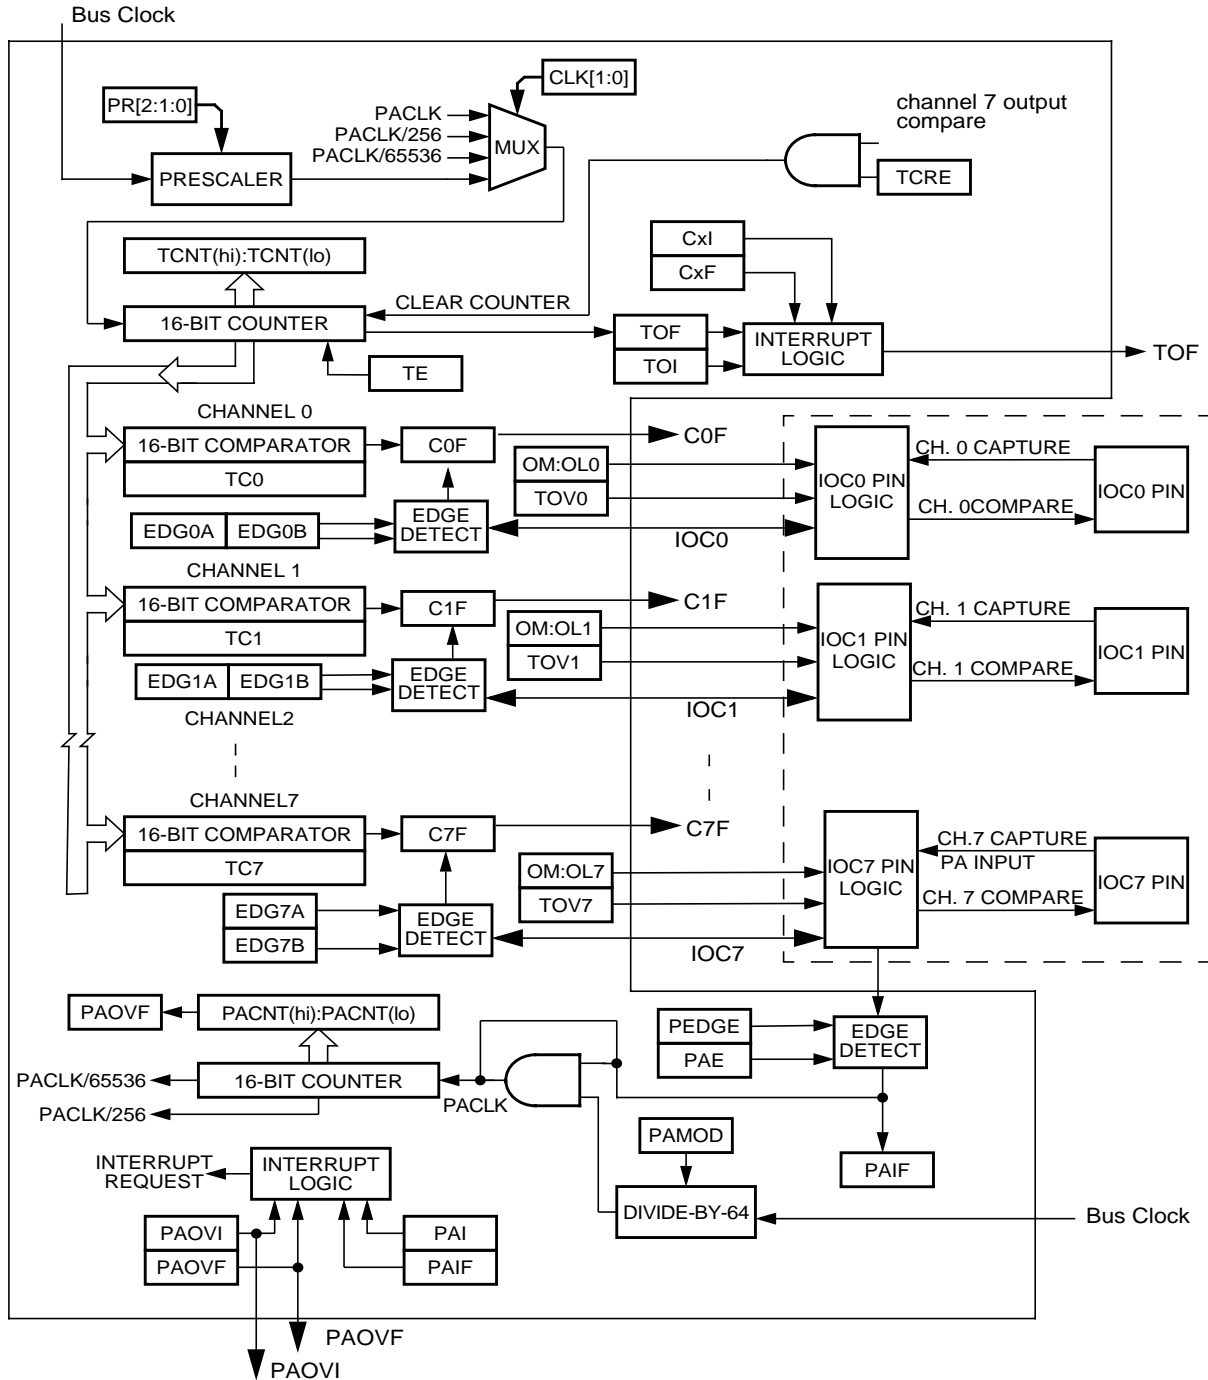 Bus Clock
CLK[1:0]
PR[2:1:0]
PACLK
PACLK/256
PACLK/65536
MUX
PRESCALER
channel 7 output
compare
TCRE
TCNT(hi):TCNT(lo)
CxI
CxF
CLEAR COUNTER
16-BIT COUNTER
TOF
TOI
INTERRUPT
LOGIC
TOF
TE
CHANNEL 0
16-BIT COMPARATOR
TC0
C0F
C0F
OM:OL0
TOV0
EDGE
DETECT
EDG0A
EDG0B
IOC0
IOC0 PIN
LOGIC
CH. 0 CAPTURE
CH. 0COMPARE
IOC0 PIN
CHANNEL 1
16-BIT COMPARATOR
TC1
C1F
C1F
OM:OL1
TOV1
EDGE
DETECT
EDG1A
EDG1B
IOC1
IOC1 PIN
LOGIC
CH. 1 CAPTURE
CH. 1 COMPARE
IOC1 PIN
CHANNEL2
CHANNEL7
16-BIT COMPARATOR
TC7
C7F
C7F
OM:OL7
TOV7
EDG7A
EDG7B
EDGE
DETECT
IOC7
IOC7 PIN
LOGIC
CH.7 CAPTURE
PA INPUT
CH. 7 COMPARE
IOC7 PIN
PAOVF
PACNT(hi):PACNT(lo)
PEDGE
PAE
EDGE
DETECT
PACLK/65536
16-BIT COUNTER
PACLK
PACLK/256
PAMOD
PAIF
INTERRUPT
REQUEST
INTERRUPT
LOGIC
DIVIDE-BY-64
Bus Clock
PAOVI
PAOVF
PAI
PAIF
PAOVF
PAOVI